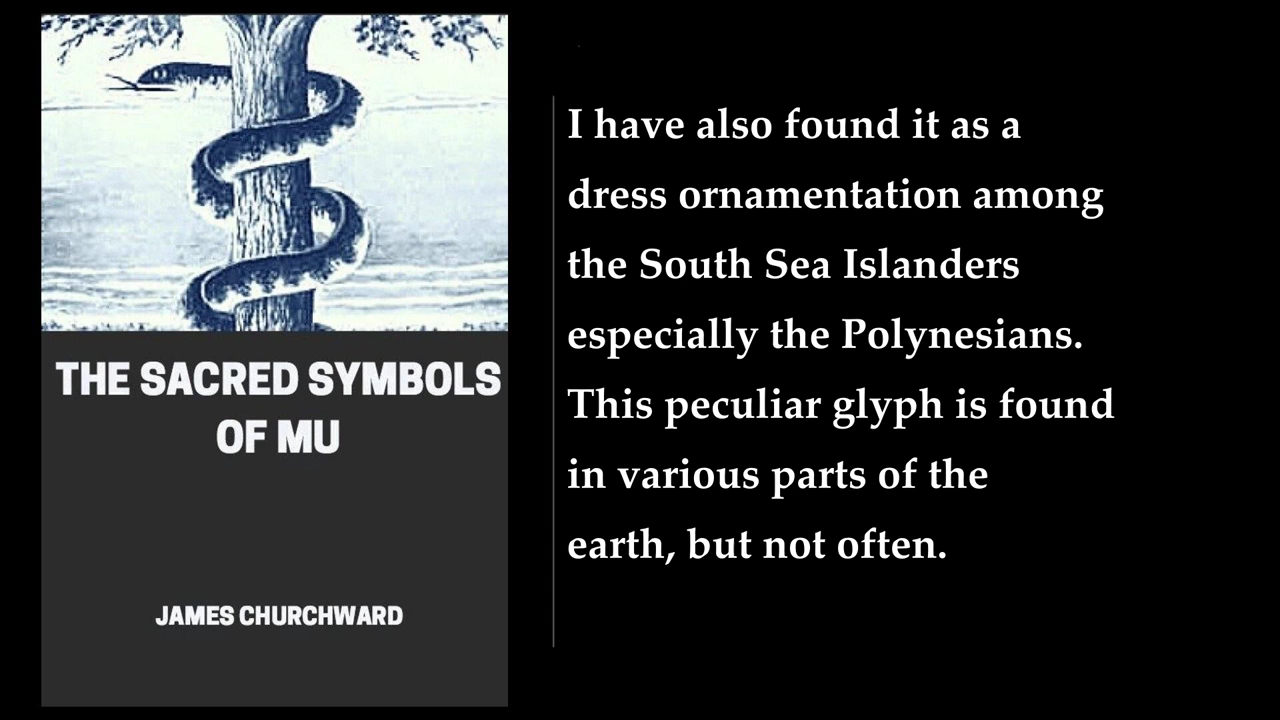 THE SACRED SYMBOLS
OF MU
JAMES CHURCHWARD
I have also found it as a
dress ornamentation among
the South Sea Islanders
especially the Polynesians.
This peculiar glyph is found
in various parts of the
earth, but not often.